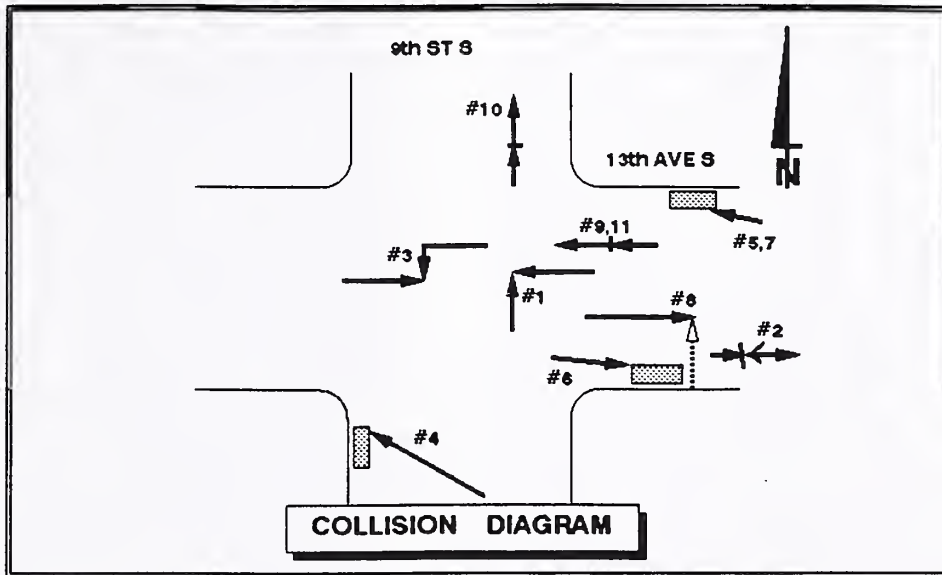 9th ST S
#10
13th AVE S
N
#9,11
#5,7
#3
#1
#8
#2
#6
#4
COLLISION DIAGRAM